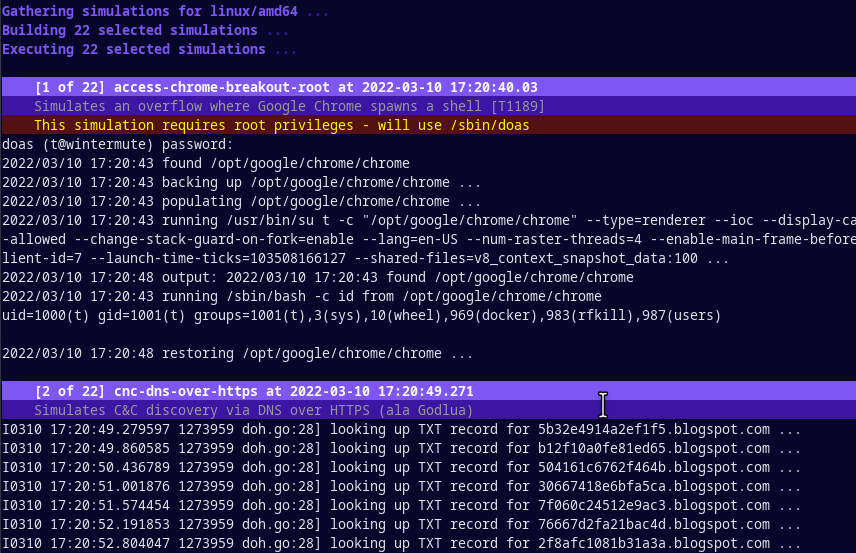 Gathering simulations for linux/amd64 ...
Building 22 selected simulations ...
Executing 22 selected simulations ...
[1 of 22] access-chrome-breakout-root at 2022-03-10 17:20:40.03
Simulates an overflow where Google Chrome spawns a shell [T1189]
This simulation requires root privileges - will use /sbin/doas
doas (t@wintermute) password:
2022/03/10 17:20:43 found /opt/google/chrome/chrome
2022/03/10 17:20:43 backing up /opt/google/chrome/chrome ...
2022/03/10 17:20:43 populating /opt/google/chrome/chrome ...
2022/03/10 17:20:43 running /usr/bin/su t -c "/opt/google/chrome/chrome" --type=renderer --ioc --display-ca
-allowed --change-stack-guard-on-fork=enable --lang=en-US --num-raster-threads=4 --enable-main-frame-before
lient-id=7 --launch-time-ticks=103508166127 --shared-files=v8_context_snapshot_data:100 ...
2022/03/10 17:20:48 output: 2022/03/10 17:20:43 found /opt/google/chrome/chrome
2022/03/10 17:20:43 running /sbin/bash -c id from /opt/google/chrome/chrome
uid=1000(t) gid=1001(t) groups=1001(t),3(sys),10(wheel),969(docker),983(rfkill),987(users)
2022/03/10 17:20:48 restoring /opt/google/chrome/chrome ...
[2 of 22] cnc-dns-over-https at 2022-03-10 17:20:49.271
Simulates C&C discovery via DNS over HTTPS (ala Godlua)
I0310 17:20:49.279597 1273959 doh.go:28] looking up TXT record for 5b32e4914a2ef1f5.blogspot.com ...
I0310 17:20:49.860585 1273959 doh.go:28] looking up TXT record for b12f10a0fe81ed65.blogspot.com ...
I0310 17:20:50.436789 1273959 doh.go:28] looking up TXT record for 504161c6762f464b.blogspot.com ...
I0310 17:20:51.001876 1273959 doh.go:28] looking up TXT record for 30667418e6bfa5ca.blogspot.com ...
I0310 17:20:51.574454 1273959 doh.go:28] looking up TXT record for 7f060c24512e9ac3.blogspot.com ...
I0310 17:20:52.191853 1273959 doh.go:28] looking up TXT record for 76667d2fa21bac4d.blogspot.com ...
I0310 17:20:52.804047 1273959 doh.go:28] looking up TXT record for 2f8afc1081b31a3a.blogspot.com ...